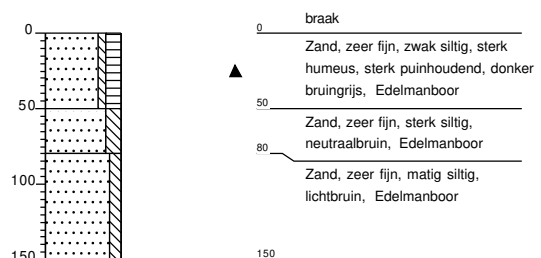 braak
0
0
Zand, zeer fijn, zwak siltig, sterk
humeus, sterk puinhoudend, donker
bruingrijs, Edelmanboor
50
50
Zand, zeer fijn, sterk siltig,
neutraalbruin, Edelmanboor
80
Zand, zeer fijn, matig siltig,
lichtbruin, Edelmanboor
100
150
150